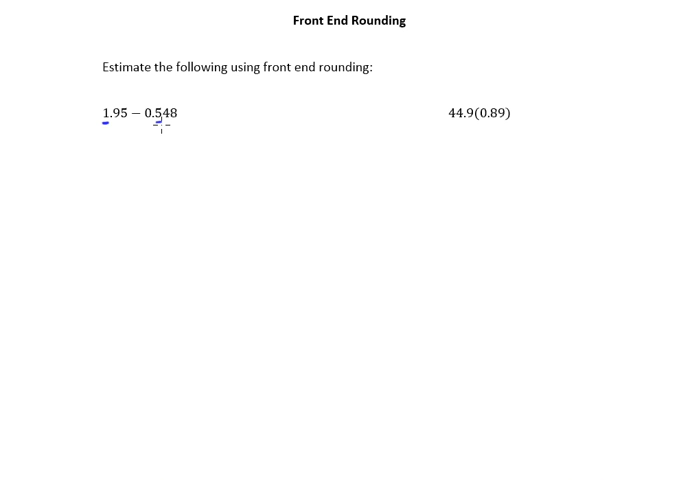 Front End Rounding
Estimate the following using front end rounding:
1.95 − 0.548
44.9(0.89)